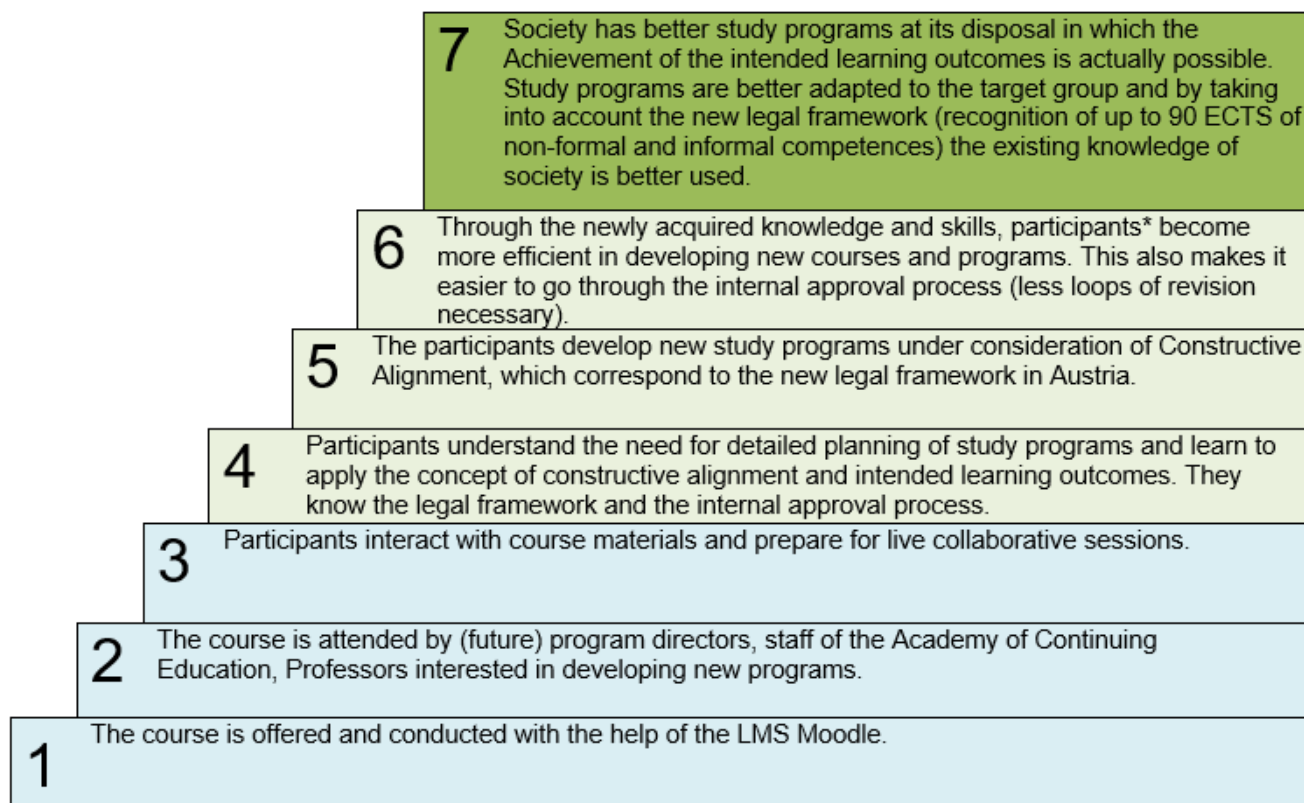 7
Society has better study programs at its disposal in which the
Achievement of the intended learning outcomes is actually possible.
Study programs are better adapted to the target group and by taking
into account the new legal framework (recognition of up to 90 ECTS of
non-formal and informal competences) the existing knowledge of
society is better used.
6
Through the newly acquired knowledge and skills, participants* become
more efficient in developing new courses and programs. This also makes it
easier to go through the internal approval process (less loops of revision
necessary).
5
The participants develop new study programs under consideration of Constructive
Alignment, which correspond to the new legal framework in Austria.
4
Participants understand the need for detailed planning of study programs and learn to
apply the concept of constructive alignment and intended learning outcomes. They
know the legal framework and the internal approval process.
3
Participants interact with course materials and prepare for live collaborative sessions.
2
The course is attended by (future) program directors, staff of the Academy of Continuing
Education, Professors interested in developing new programs.
1
The course is offered and conducted with the help of the LMS Moodle.